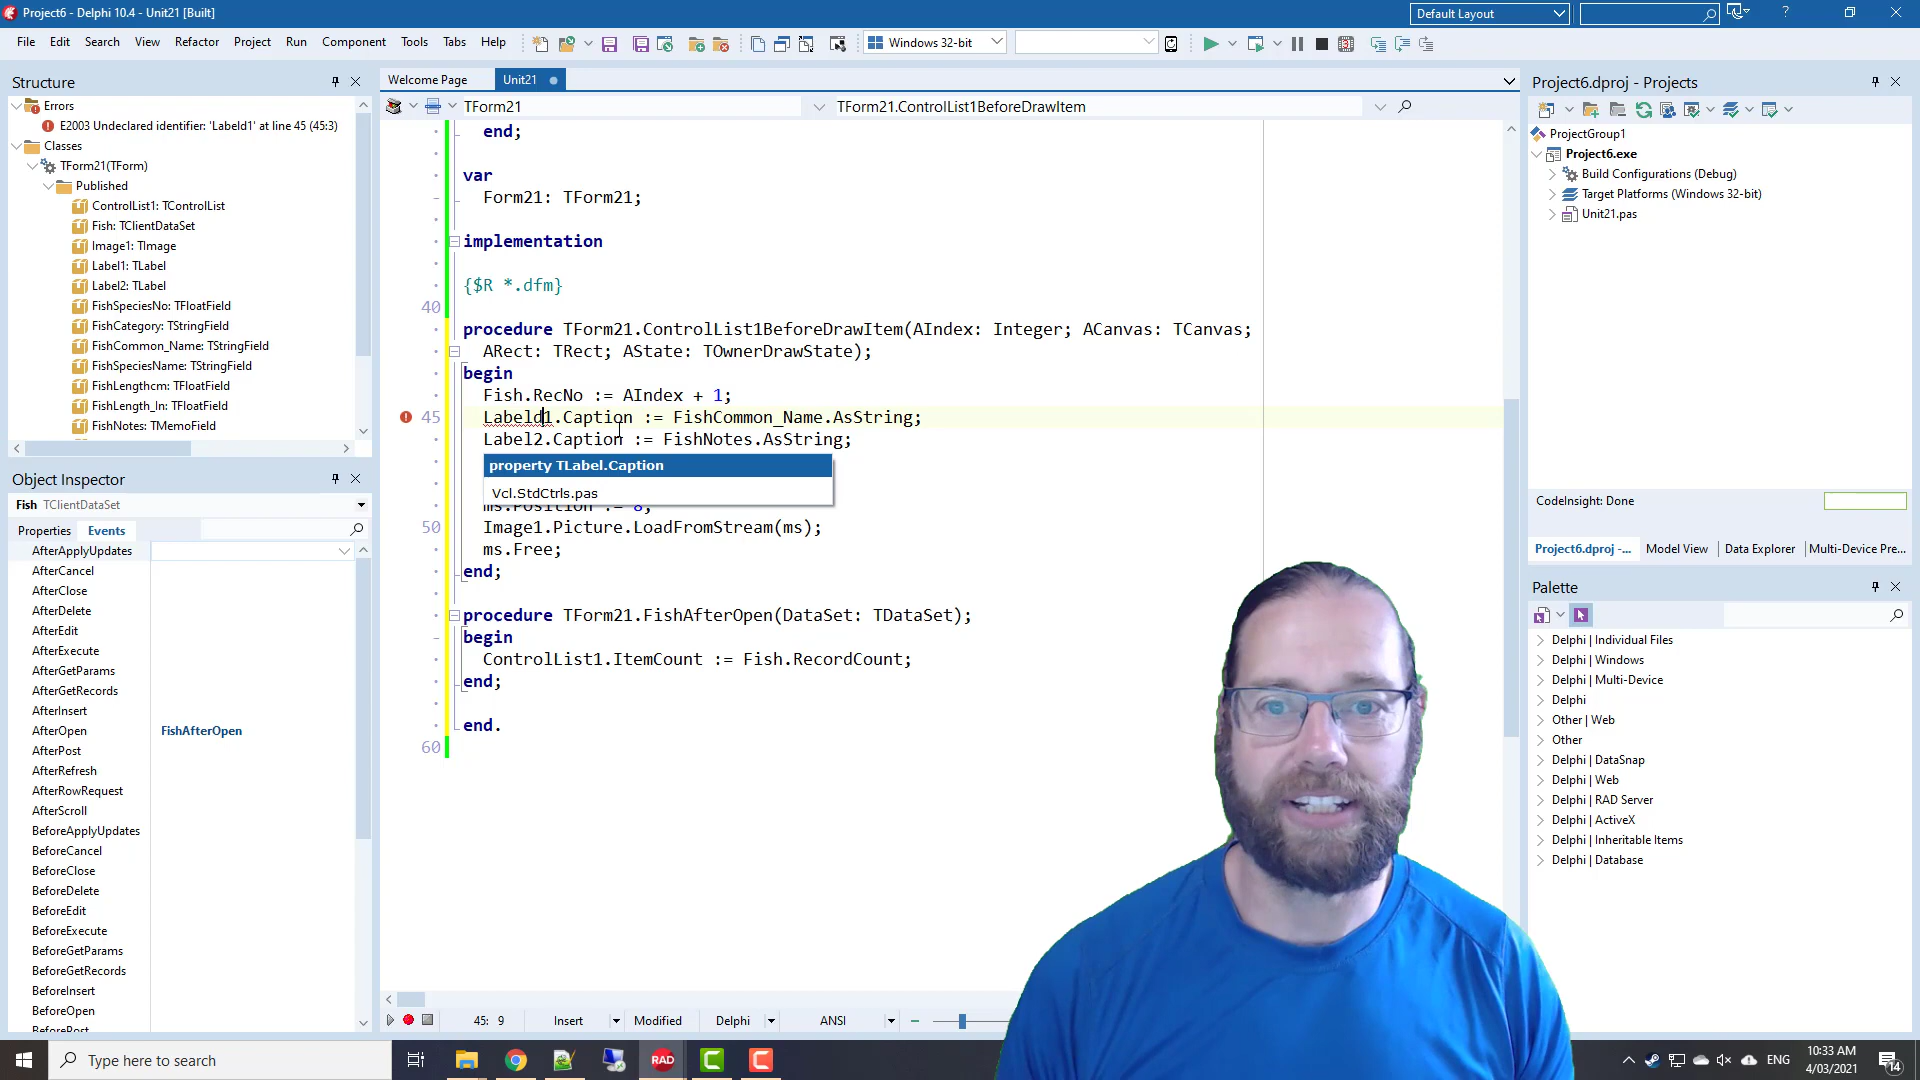 Project6 - Delphi 10.4 - Unit21 [Built]
Default Layout
?
File Edit Search View Refactor Project Run Component Tools Tabs Help
Windows 32-bit
Structure
Errors
E2003 Undeclared identifier: 'Labeld1' at line 45 (45:3)
Classes
TForm21(TForm)
Published
ControlList1: TControlList
Fish: TClientDataSet
Image1: TImage
Label1: TLabel
Label2: TLabel
FishSpeciesNo: TFloatField
FishCategory: TStringField
FishCommon_Name: TStringField
FishSpeciesName: TStringField
FishLengthcm: TFloatField
FishLength_In: TFloatField
FishNotes: TMemoField
Object Inspector
Fish TClientDataSet
Properties Events
AfterApplyUpdates
AfterCancel
AfterClose
AfterDelete
AfterEdit
AfterExecute
AfterGetParams
AfterGetRecords
AfterInsert
AfterOpen FishAfterOpen
AfterPost
AfterRefresh
AfterRowRequest
AfterScroll
BeforeApplyUpdates
BeforeCancel
BeforeClose
BeforeDelete
BeforeEdit
BeforeExecute
BeforeGetParams
BeforeGetRecords
BeforeInsert
BeforeOpen
BeforePost
Welcome Page Unit21
TForm21 TForm21.ControlList1BeforeDrawItem
end;
var
Form21: TForm21;
implementation
{$R *.dfm}
40
procedure TForm21.ControlList1BeforeDrawItem(AIndex: Integer; ACanvas: TCanvas;
ARect: TRect; AState: TOwnerDrawState);
begin
Fish.RecNo := AIndex + 1;
45 Labeld1.Caption := FishCommon_Name.AsString;
Label2.Caption := FishNotes.AsString;
property TLabel.Caption
Vcl.StdCtrls.pas
ms.Position := 8;
50 Image1.Picture.LoadFromStream(ms);
ms.Free;
end;
procedure TForm21.FishAfterOpen(DataSet: TDataSet);
begin
ControlList1.ItemCount := Fish.RecordCount;
end;
end.
60
45: 9 Insert Modified Delphi ANSI
Project6.dproj - Projects
ProjectGroup1
Project6.exe
Build Configurations (Debug)
Target Platforms (Windows 32-bit)
Unit21.pas
CodeInsight: Done
Project6.dproj -... Model View Data Explorer Multi-Device Pre...
Palette
Delphi | Individual Files
Delphi | Windows
Delphi | Multi-Device
Delphi
Other | Web
Other
Delphi | DataSnap
Delphi | Web
Delphi | RAD Server
Delphi | ActiveX
Delphi | Inheritable Items
Delphi | Database
Type here to search
RAD
C
C
ENG
10:33 AM
4/03/2021
14